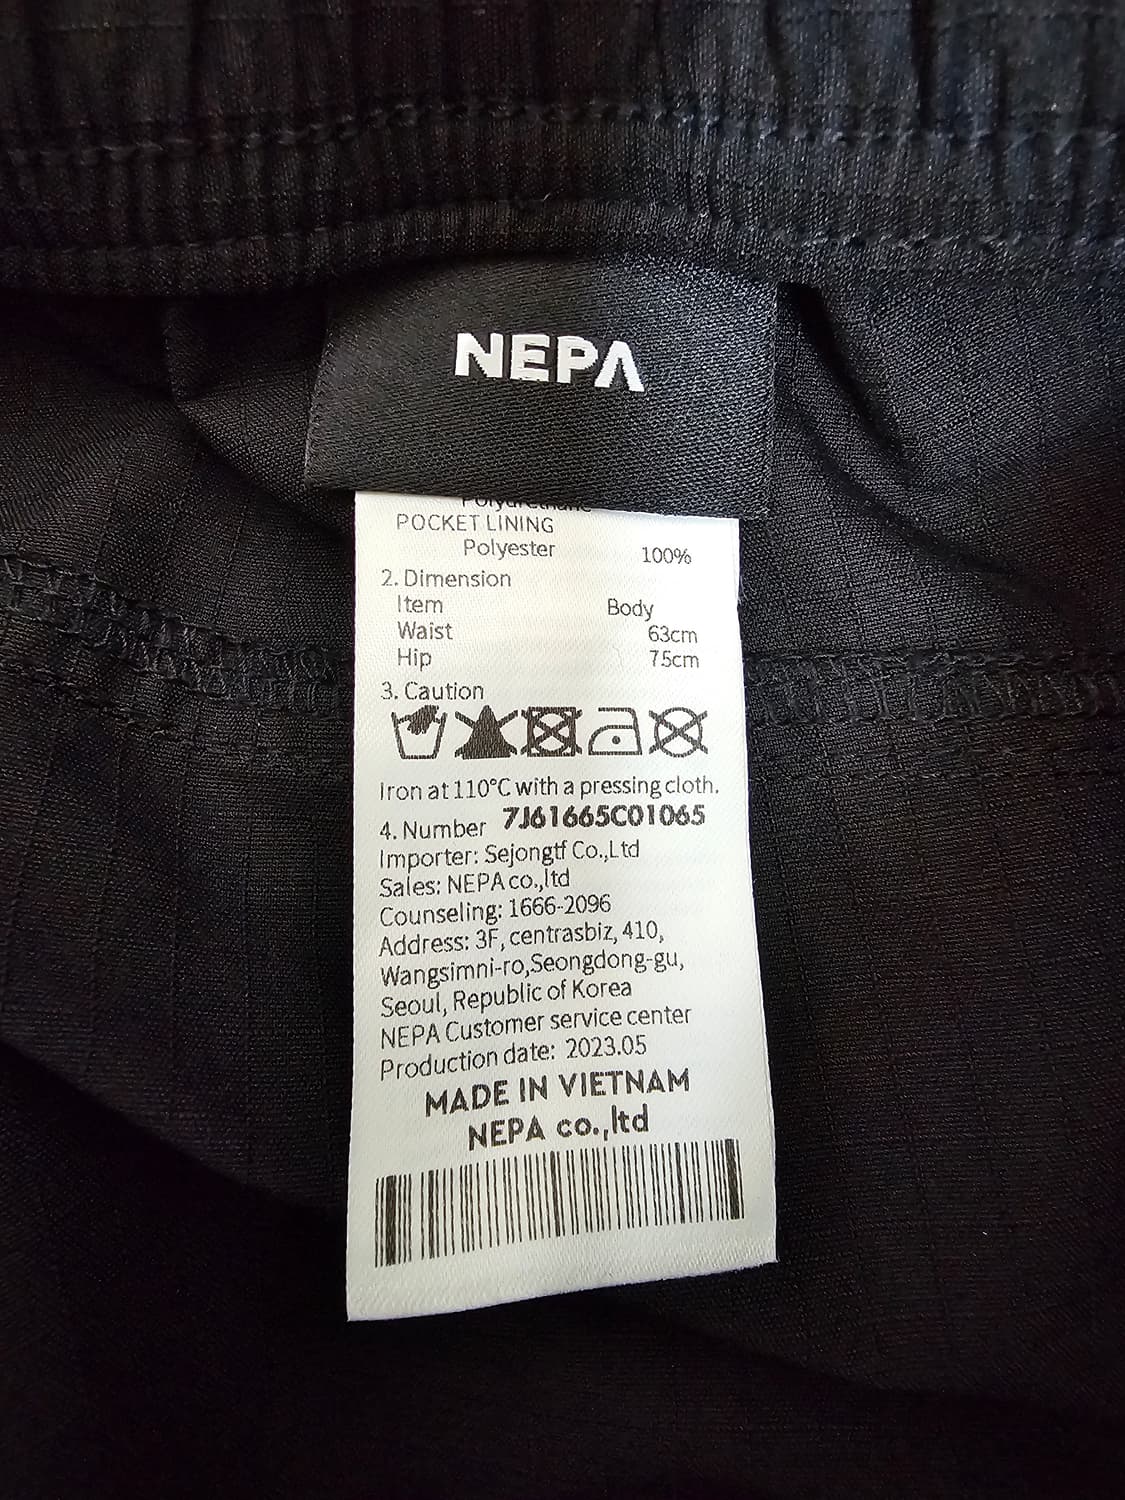 NEPA
Polyurethane
POCKET LINING
Polyester 100%
2. Dimension
Item Body
Waist 63cm
Hip 75cm
3. Caution
Iron at 110°C with a pressing cloth.
4. Number 7J61665C01065
Importer: Sejongtf Co.,Ltd
Sales: NEPA co.,ltd
Counseling: 1666-2096
Address: 3F, centrasbiz, 410,
Wangsimni-ro,Seongdong-gu,
Seoul, Republic of Korea
NEPA Customer service center
Production date: 2023.05
MADE IN VIETNAM
NEPA co.,ltd